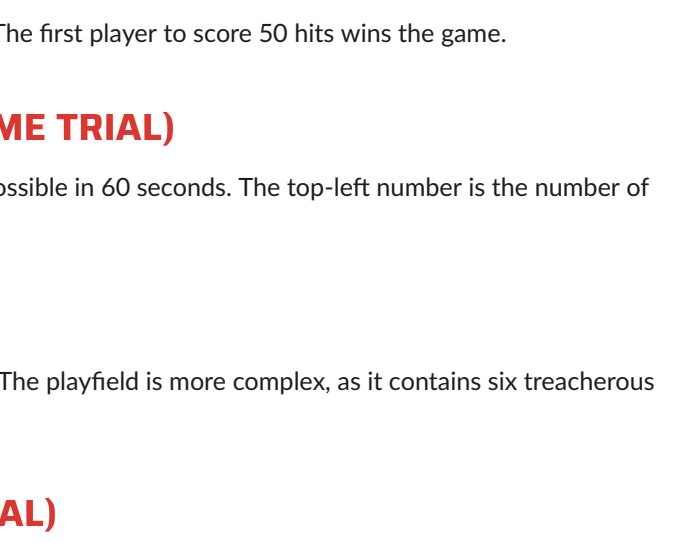 The first player to score 50 hits wins the game.
ME TRIAL)
ossible in 60 seconds. The top-left number is the number of
The playfield is more complex, as it contains six treacherous
AL)